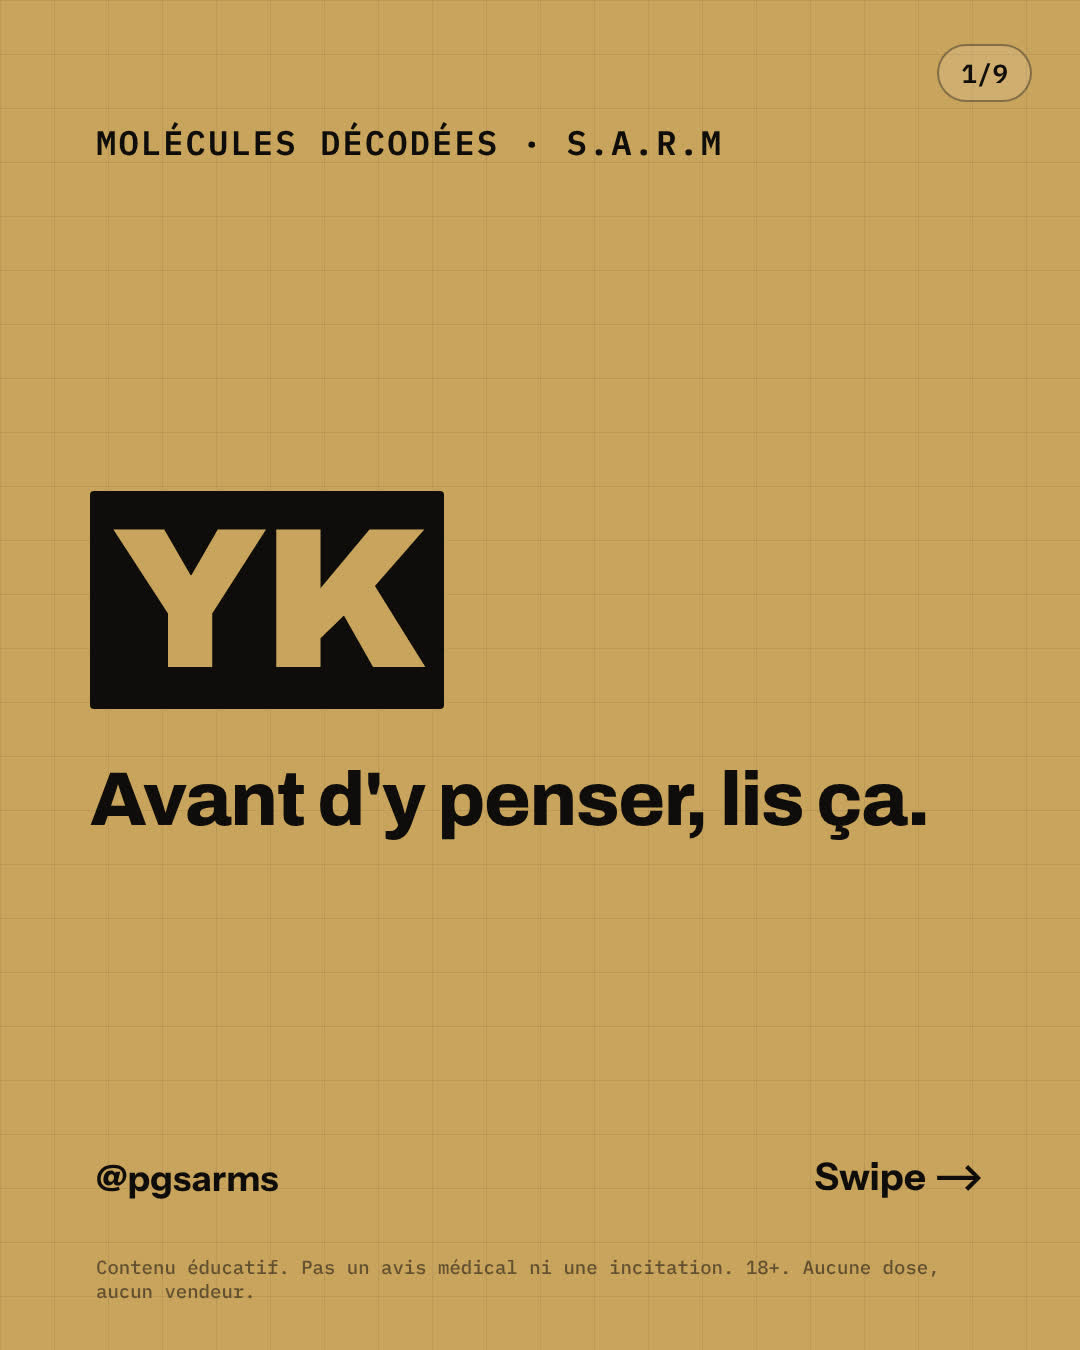 1/9
MOLÉCULES DÉCODÉES · S.A.R.M
YK
Avant d'y penser, lis ça.
@pgsarms
Swipe →
Contenu éducatif. Pas un avis médical ni une incitation. 18+. Aucune dose,
aucun vendeur.